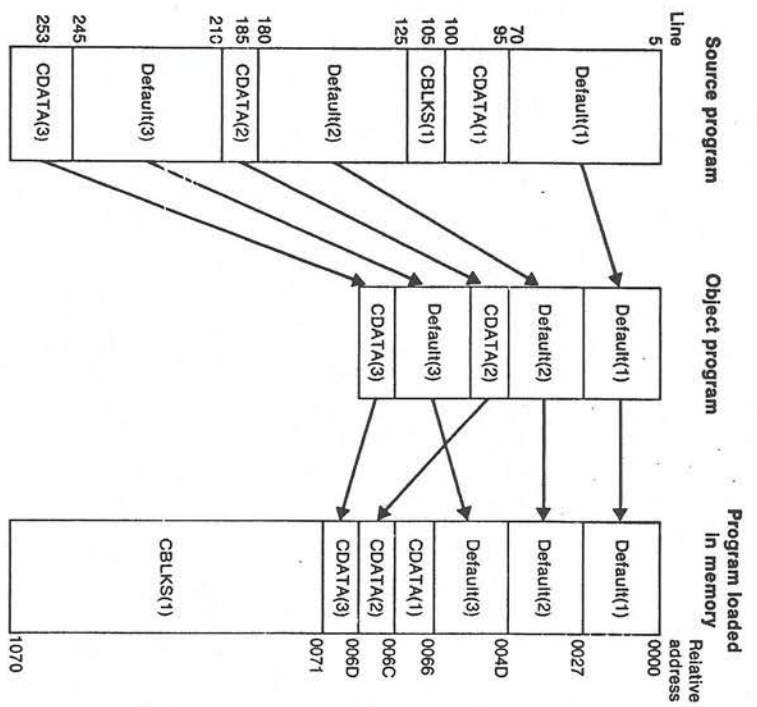 Source program
Line
5
Default(1)
70
95
CDATA(1)
100
105
CBLKS(1)
125
Default(2)
180
185
CDATA(2)
210
Default(3)
245
253
CDATA(3)
Object program
Default(1)
Default(2)
CDATA(2)
Default(3)
CDATA(3)
Program loaded
in memory
Relative
address
0000
Default(1)
0027
Default(2)
004D
Default(3)
0066
CDATA(1)
006C
CDATA(2)
006D
CDATA(3)
0071
CBLKS(1)
1070